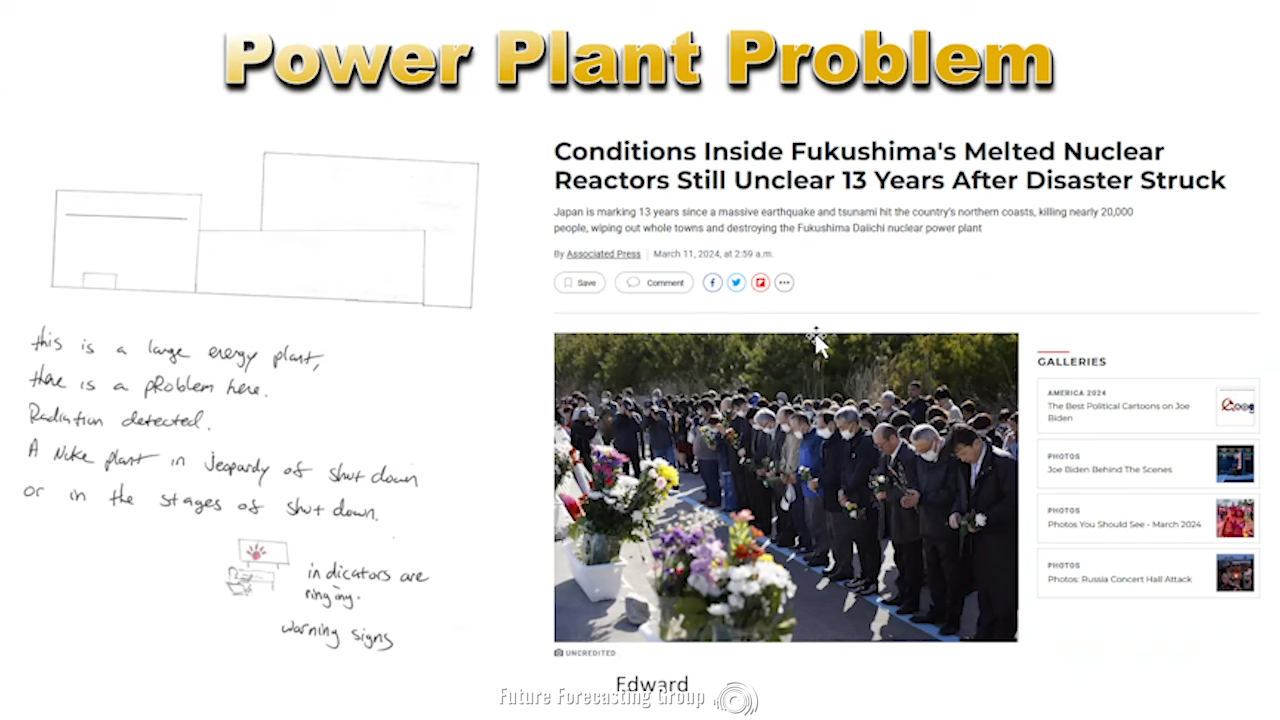 Power Plant Problem
this is a large energy plant,
there is a problem here.
Radiation detected.
A Nuke plant in Jeopardy of shut down
or in the stages of shut down.
indicators are
ringing.
warning signs
Conditions Inside Fukushima's Melted Nuclear
Reactors Still Unclear 13 Years After Disaster Struck
Japan is marking 13 years since a massive earthquake and tsunami hit the country's northern coasts, killing nearly 20,000
people, wiping out whole towns and destroying the Fukushima Daiichi nuclear power plant
By Associated Press | March 11, 2024, at 2:59 a.m.
Save
Comment
UNCREDITED
GALLERIES
AMERICA 2024
The Best Political Cartoons on Joe
Biden
PHOTOS
Joe Biden Behind The Scenes
PHOTOS
Photos You Should See - March 2024
PHOTOS
Photos: Russia Concert Hall Attack
Edward
Future Forecasting Group